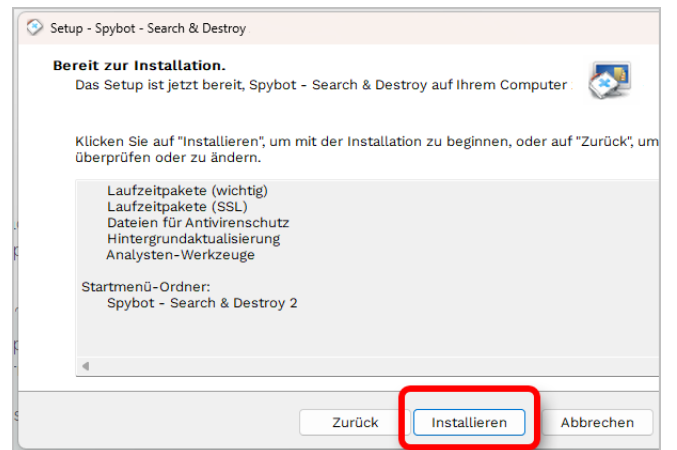 Setup - Spybot - Search & Destroy
Bereit zur Installation.
Das Setup ist jetzt bereit, Spybot - Search & Destroy auf Ihrem Computer
Klicken Sie auf "Installieren", um mit der Installation zu beginnen, oder auf "Zurück", um
überprüfen oder zu ändern.
Laufzeitpakete (wichtig)
Laufzeitpakete (SSL)
Dateien für Antivirenschutz
Hintergrundaktualisierung
Analysten-Werkzeuge
Startmenü-Ordner:
Spybot - Search & Destroy 2
Zurück
Installieren
Abbrechen